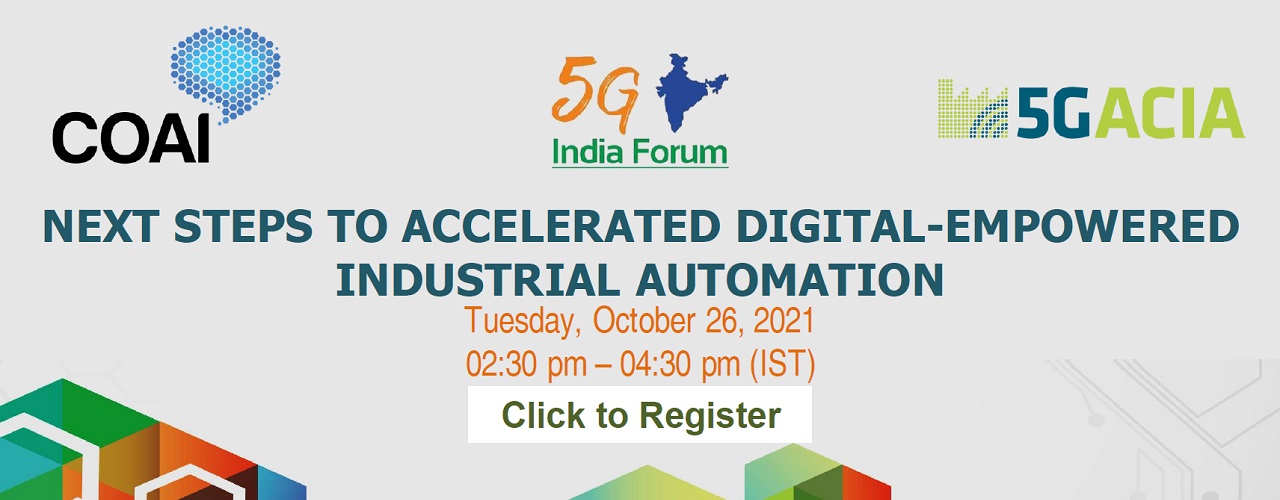 COAI
5G
India Forum
5GACIA
NEXT STEPS TO ACCELERATED DIGITAL-EMPOWERED
INDUSTRIAL AUTOMATION
Tuesday, October 26, 2021
02:30 pm – 04:30 pm (IST)
Click to Register